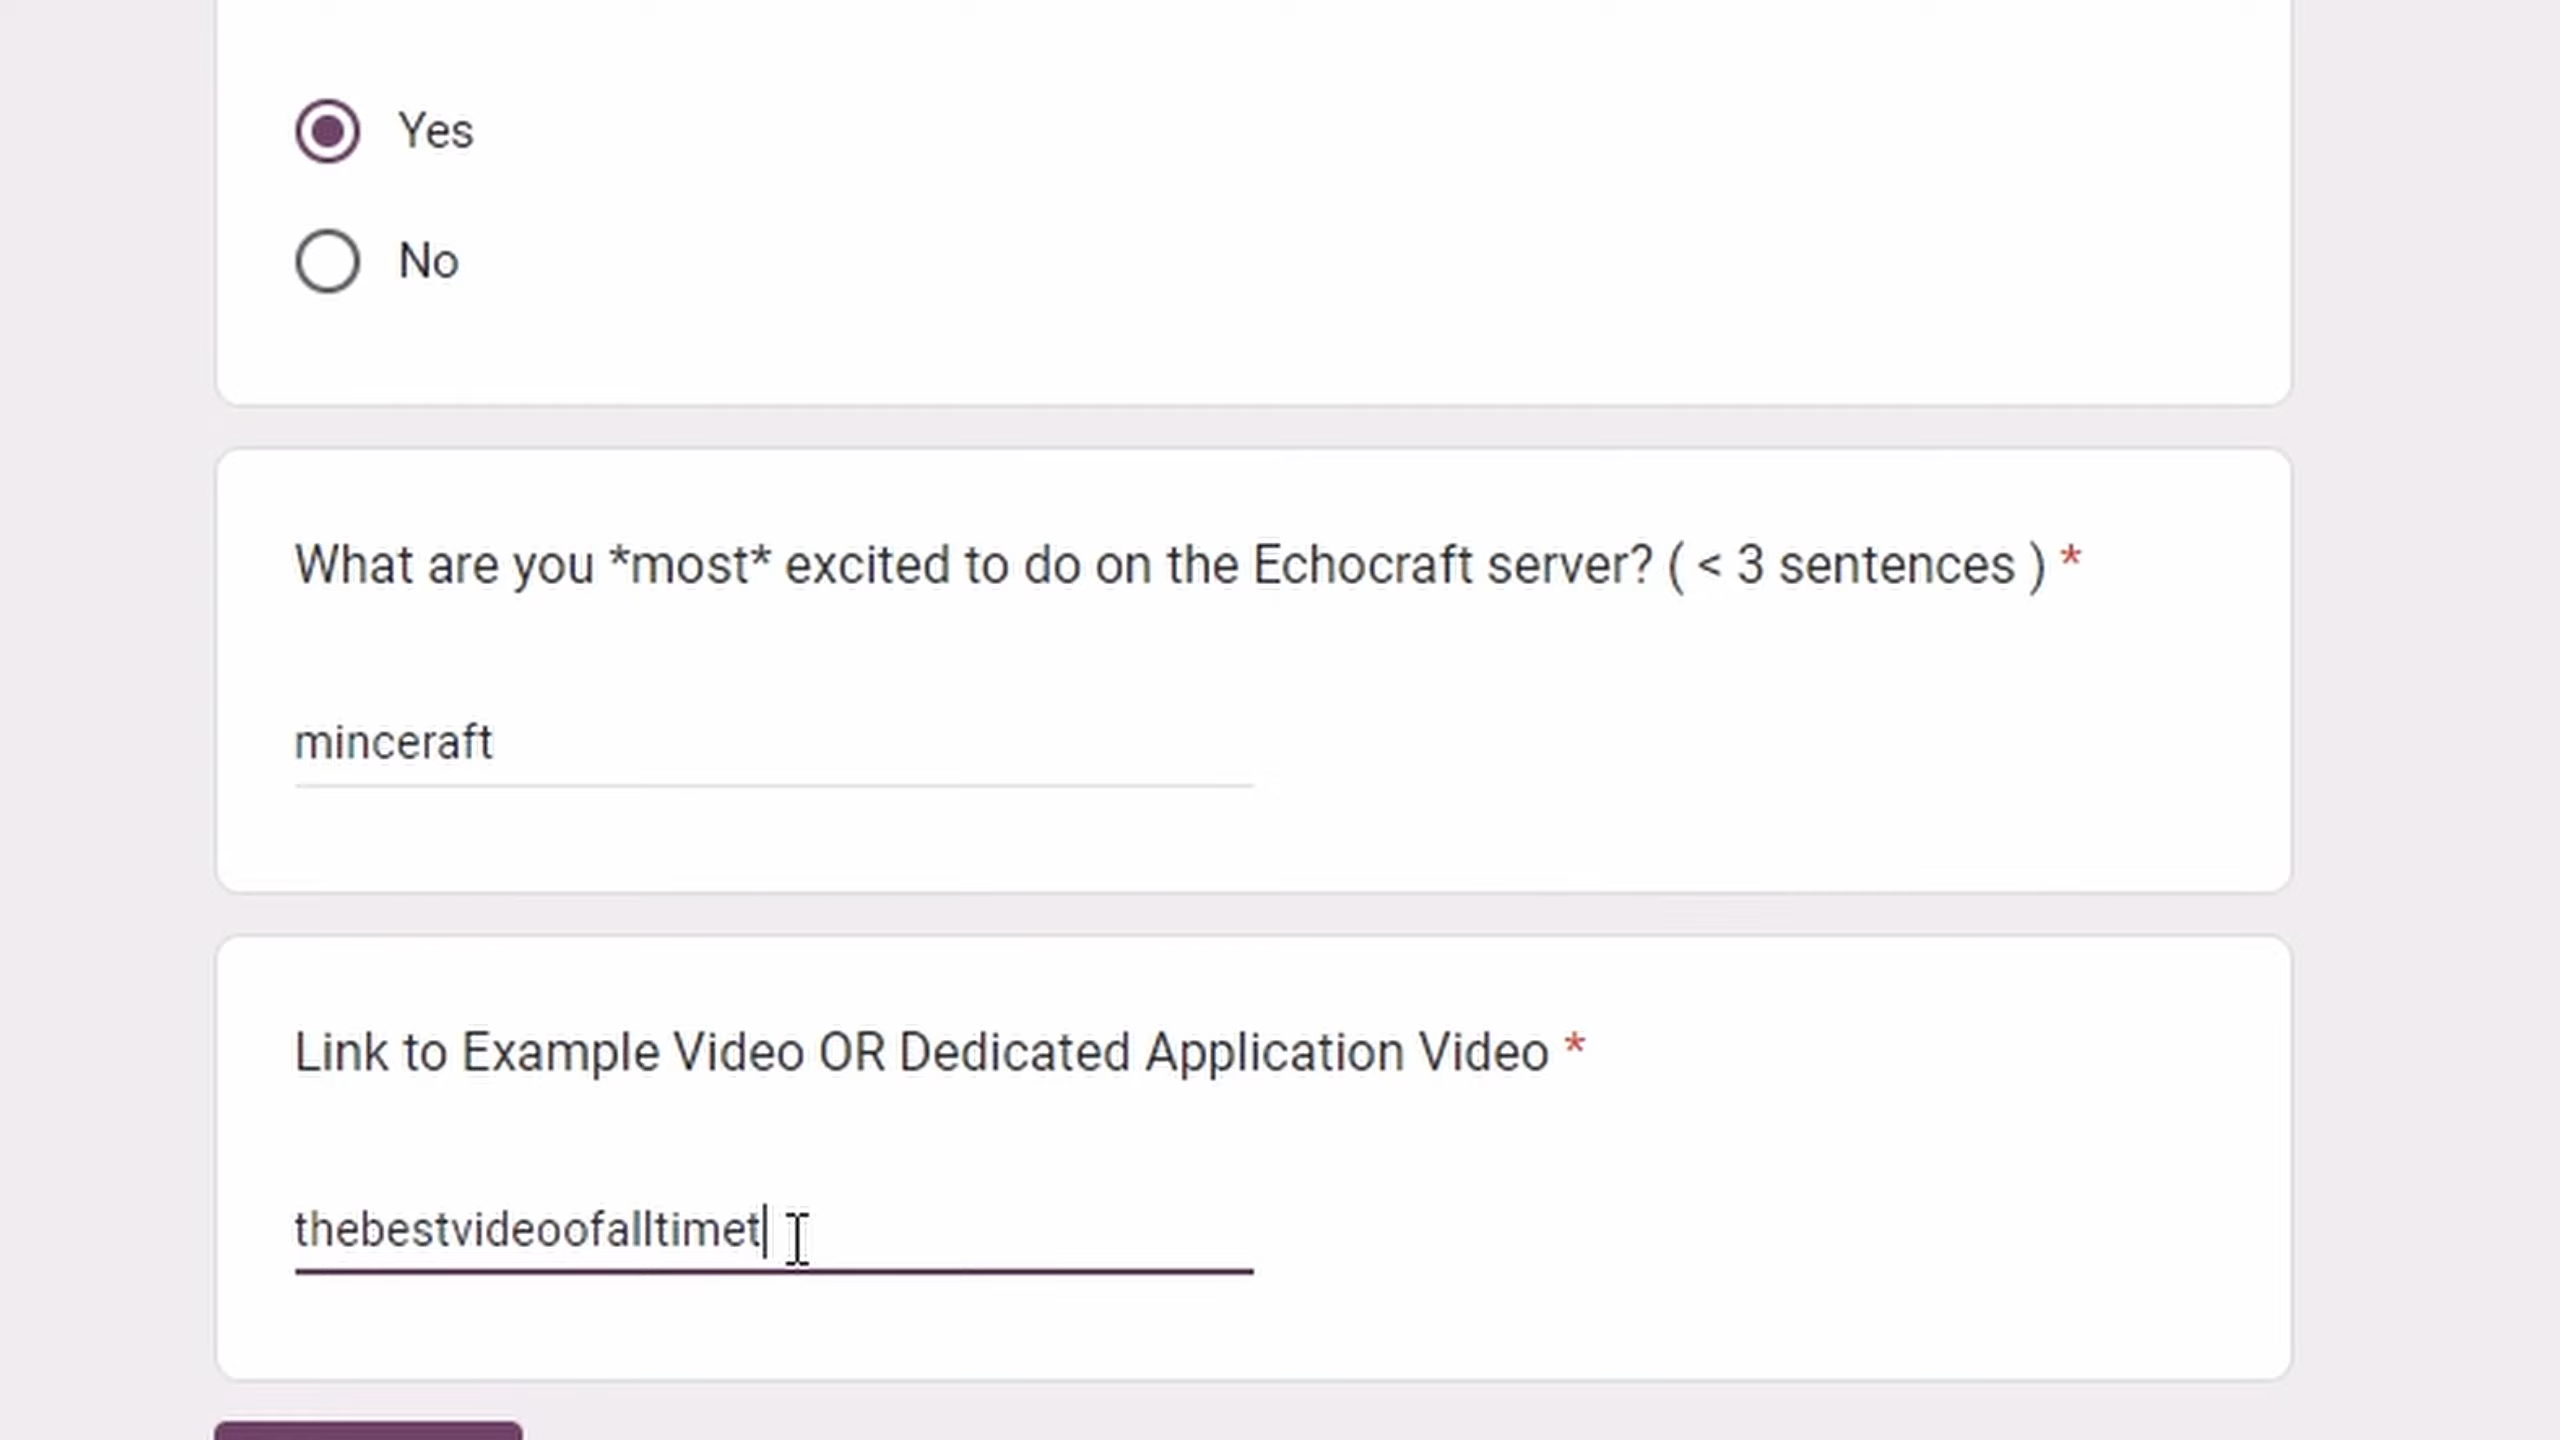 Yes
No
What are you *most* excited to do on the Echocraft server? ( < 3 sentences ) *
minceraft
Link to Example Video OR Dedicated Application Video *
thebestvideoofalltimet